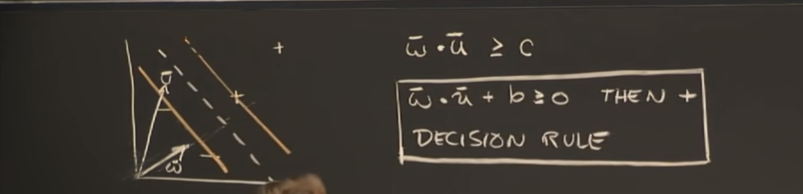 +
ū
+
-
w̄
w̄ · ū ≥ c
w̄ · ū + b ≥ 0 THEN +
DECISION RULE